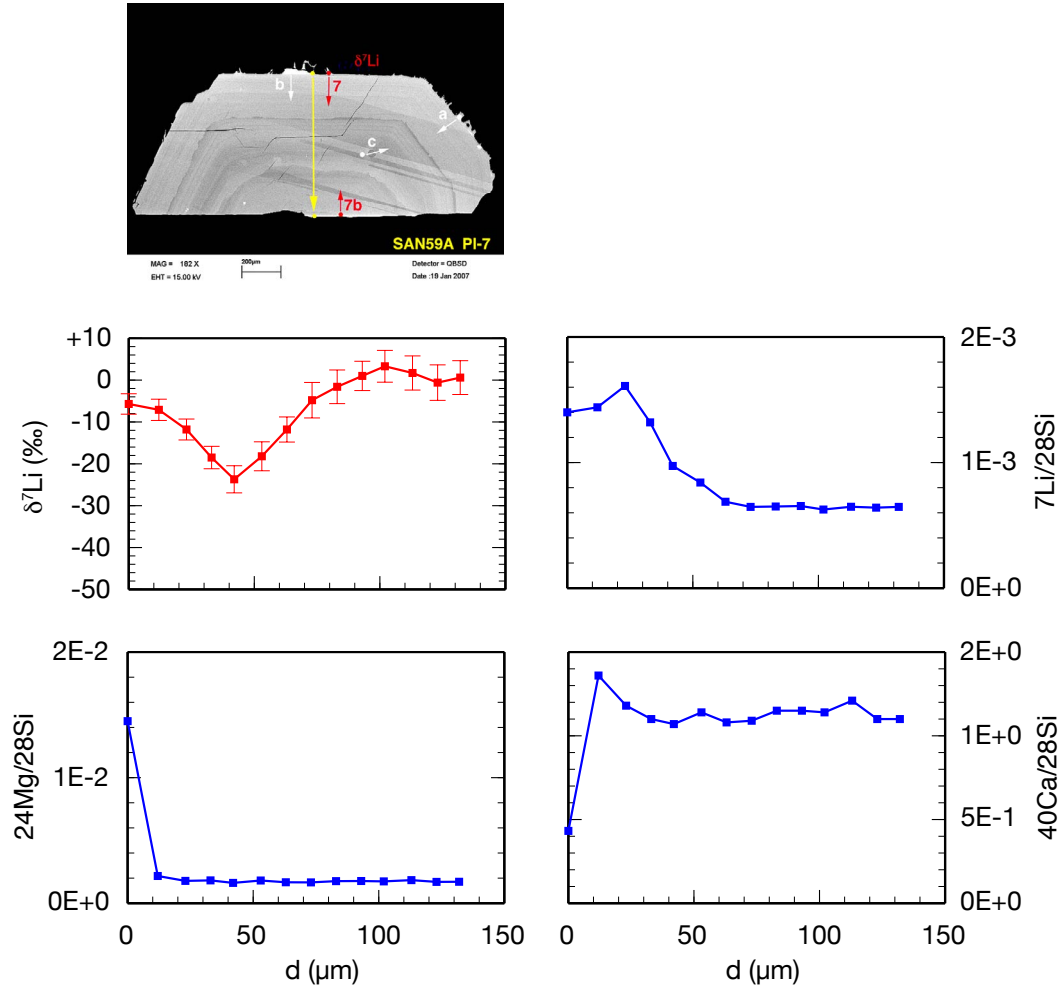 δ⁷Li
b
7
a
c
7b
SAN59A PI-7
MAG = 182 X
200µm
Detector = QBSD
EHT = 15.00 kV
Date :18 Jan 2007
+10
0
-10
-20
-30
-40
-50
δ⁷Li (‰)
2E-3
1E-3
0E+0
7Li/28Si
2E-2
1E-2
0E+0
24Mg/28Si
0
50
100
150
d (µm)
2E+0
1E+0
5E-1
0E+0
40Ca/28Si
0
50
100
150
d (µm)